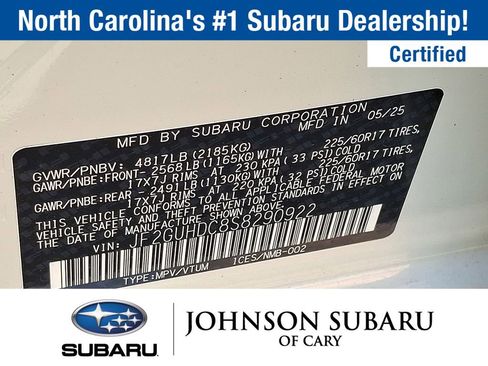 North Carolina's #1 Subaru Dealership!
Certified
MFD BY SUBARU CORPORATION
MFD IN 05/25
GVWR/PNBV: 4817LB (2185KG)
GAWR/PNBE:FRONT- 2568LB (1165KG)WITH 225/60R17 TIRES,
17x7J RIMS AT 230 KPA (33 PSI)COLD
GAWR/PNBE:REAR - 2491LB(1130KG)WITH 225/60R17 TIRES,
17x7J RIMS AT 220 KPA (32 PSI)COLD.
THIS VEHICLE CONFORMS TO ALL APPLICABLE FEDERAL MOTOR
VEHICLE SAFETY AND THEFT PREVENTION STANDARDS IN EFFECT
ON THE DATE OF MANUFACTURE SHOWN ABOVE.
VIN: JF2GUHDC8S8290922
TYPE:MPV/VTUM ICES/NMB-002
SUBARU
JOHNSON SUBARU
OF CARY